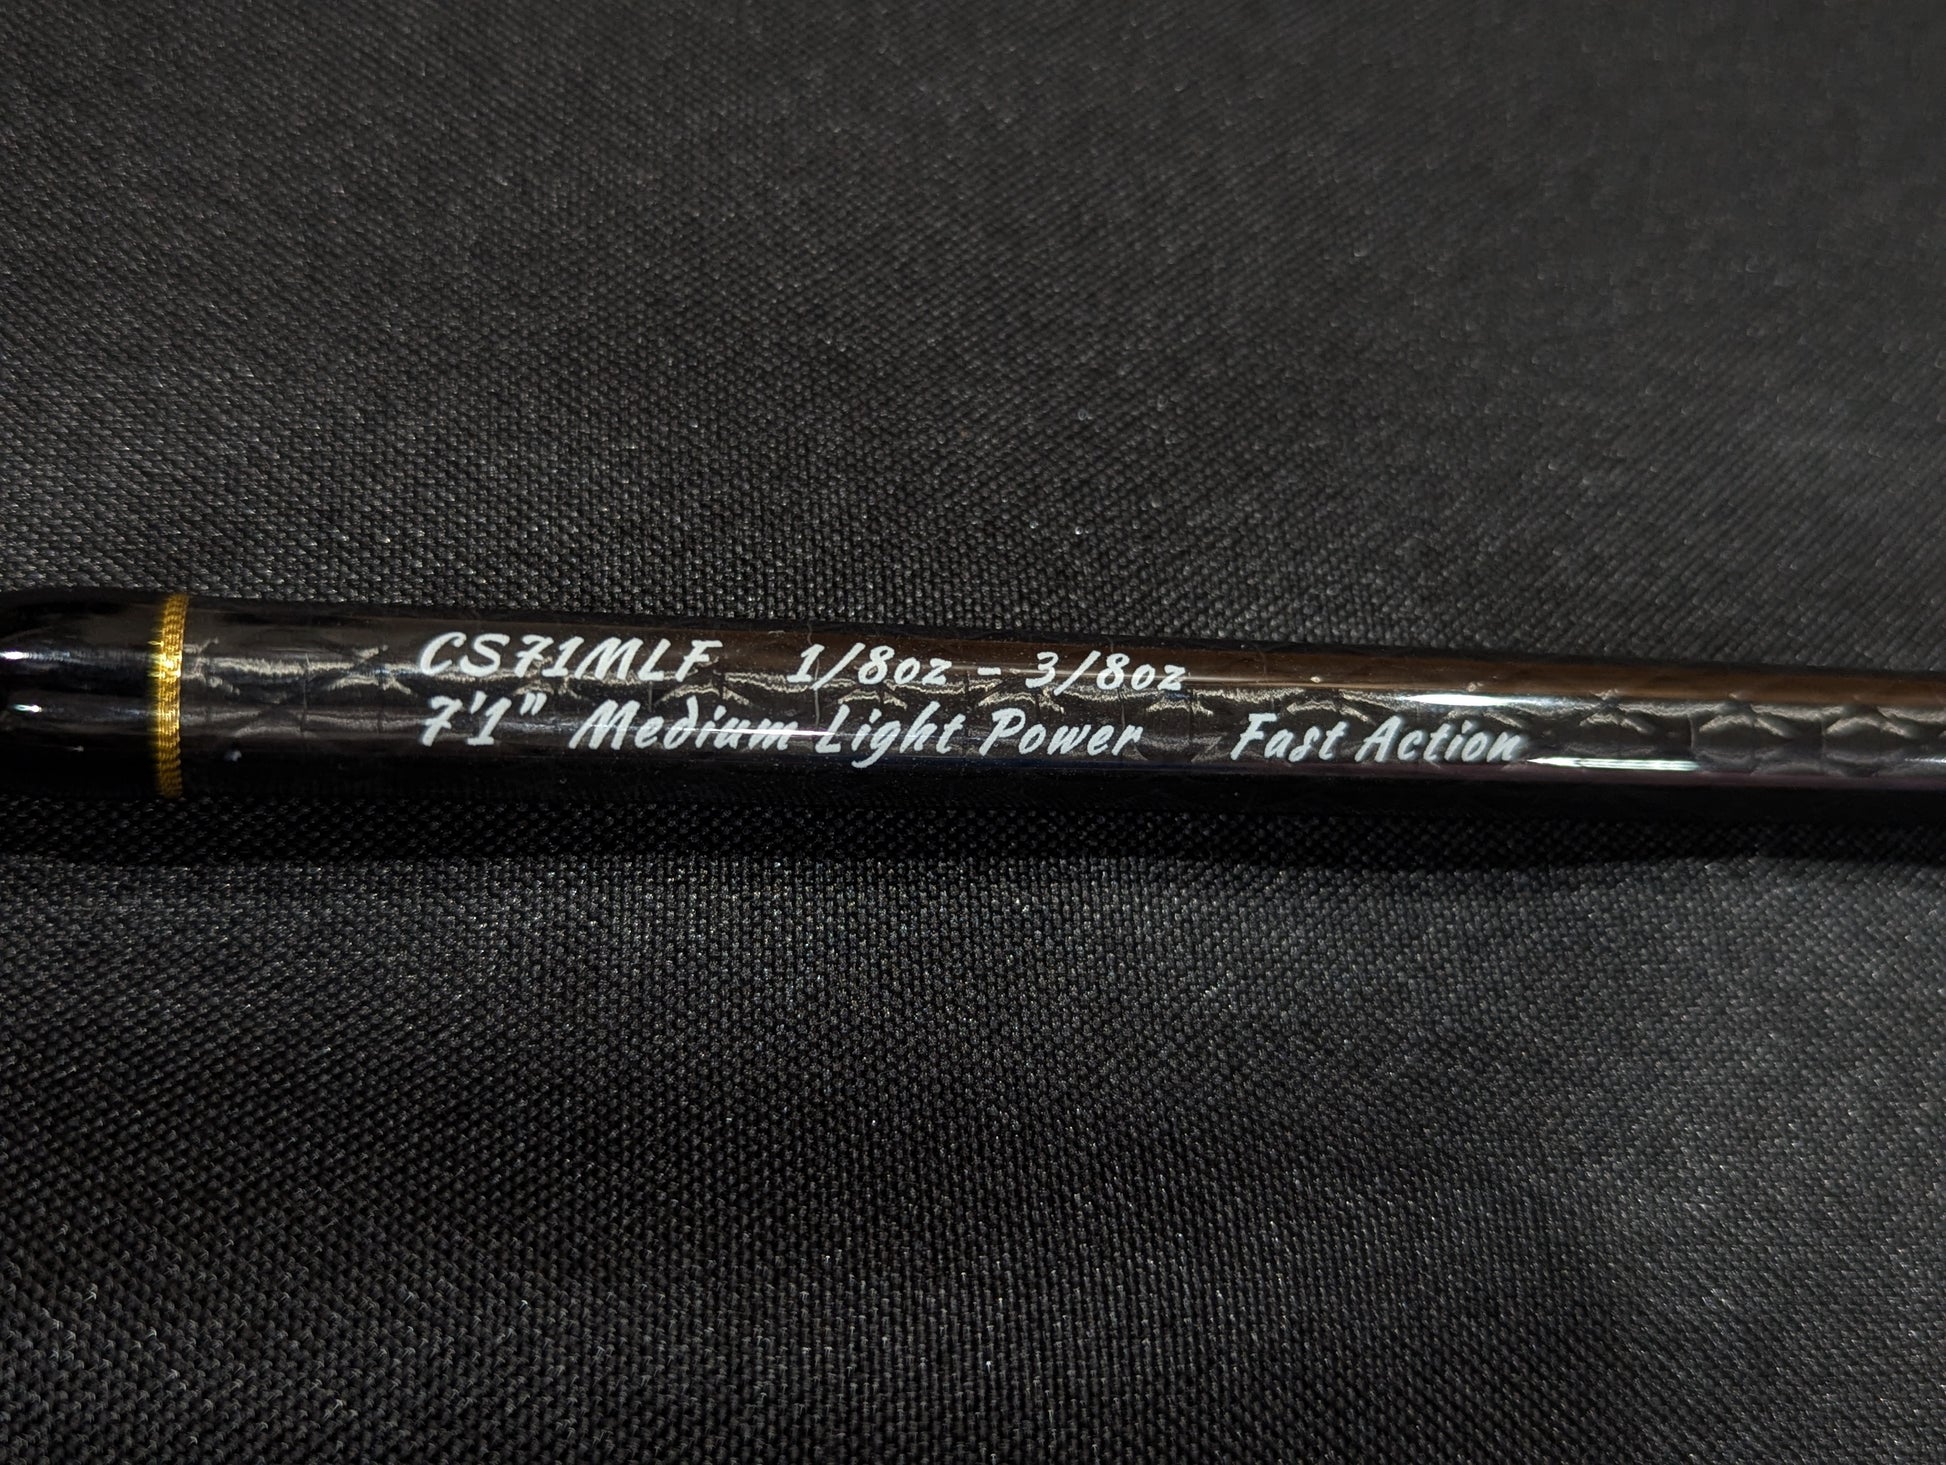 CS71MLF 1/8oz - 3/8oz
7'1" Medium Light Power Fast Action